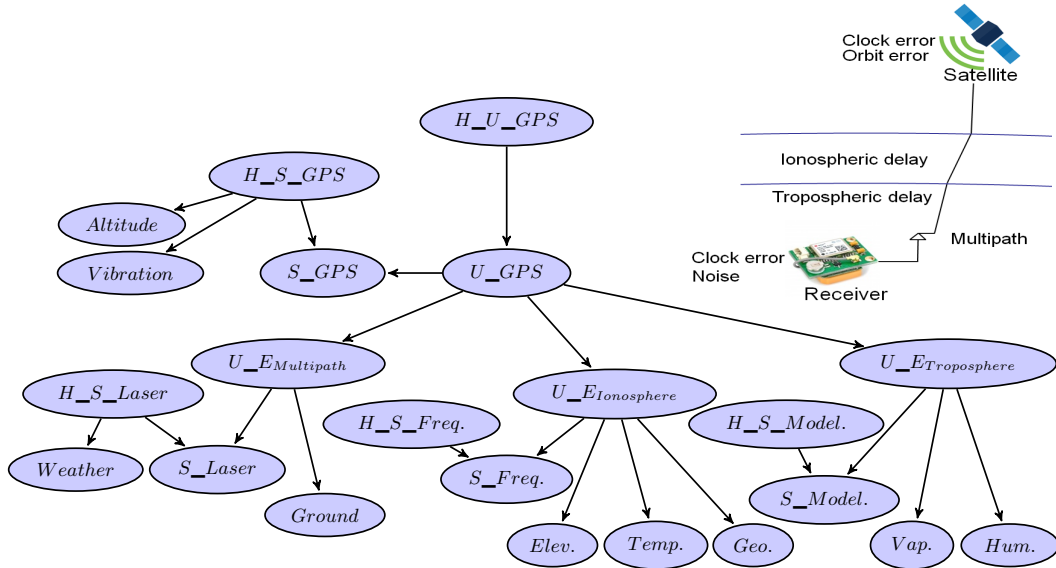 Clock error
Orbit error
Satellite
H_U_GPS
Ionospheric delay
H_S_GPS
Tropospheric delay
Altitude
Multipath
Vibration
S_GPS
U_GPS
Clock error
Noise
Receiver
U_E_Multipath
U_E_Troposphere
H_S_Laser
U_E_Ionosphere
H_S_Freq.
H_S_Model.
Weather
S_Laser
S_Freq.
S_Model.
Ground
Elev.
Temp.
Geo.
Vap.
Hum.